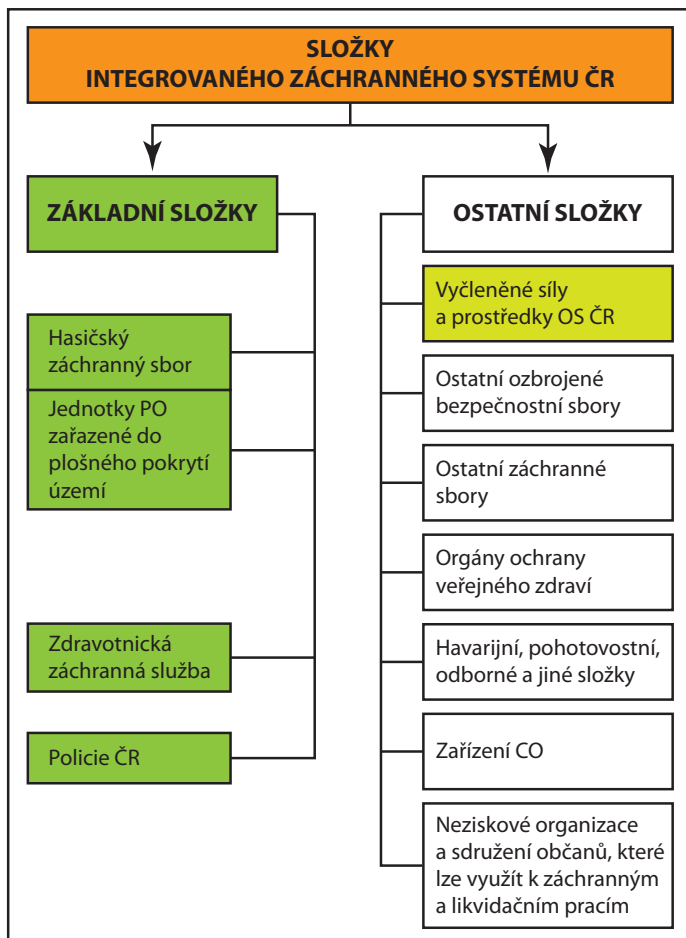 SLOŽKY
INTEGROVANÉHO ZÁCHRANNÉHO SYSTÉMU ČR
ZÁKLADNÍ SLOŽKY
Hasičský
záchranný sbor
Jednotky PO
zařazené do
plošného pokrytí
území
Zdravotnická
záchranná služba
Policie ČR
OSTATNÍ SLOŽKY
Vyčleněné síly
a prostředky OS ČR
Ostatní ozbrojené
bezpečnostní sbory
Ostatní záchranné
sbory
Orgány ochrany
veřejného zdraví
Havarijní, pohotovostní,
odborné a jiné složky
Zařízení CO
Neziskové organizace
a sdružení občanů, které
lze využít k záchranným
a likvidačním pracím